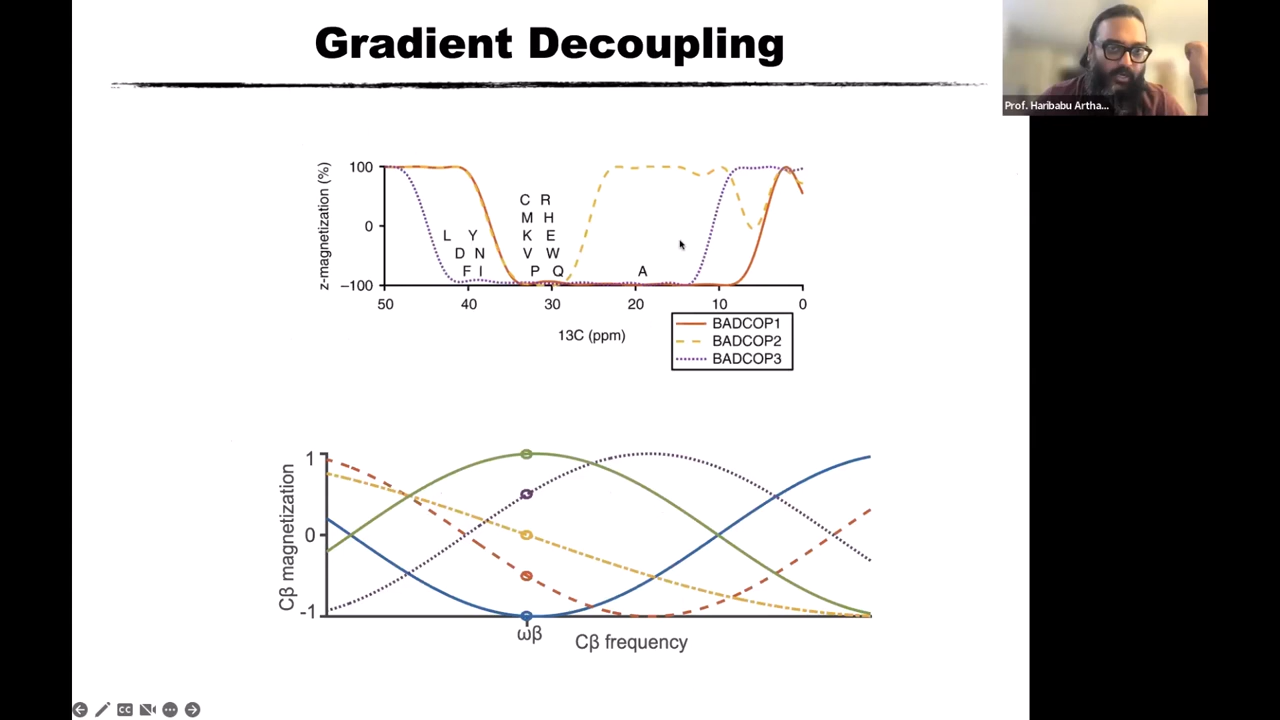 Gradient Decoupling
Prof. Haribabu Artha...
z-magnetization (%)
100
0
−100
C R
M H
L Y K E
D N V W
F I P Q A
50 40 30 20 10 0
13C (ppm)
BADCOP1
BADCOP2
BADCOP3
Cβ magnetization
1
0
-1
ωβ
Cβ frequency
CC